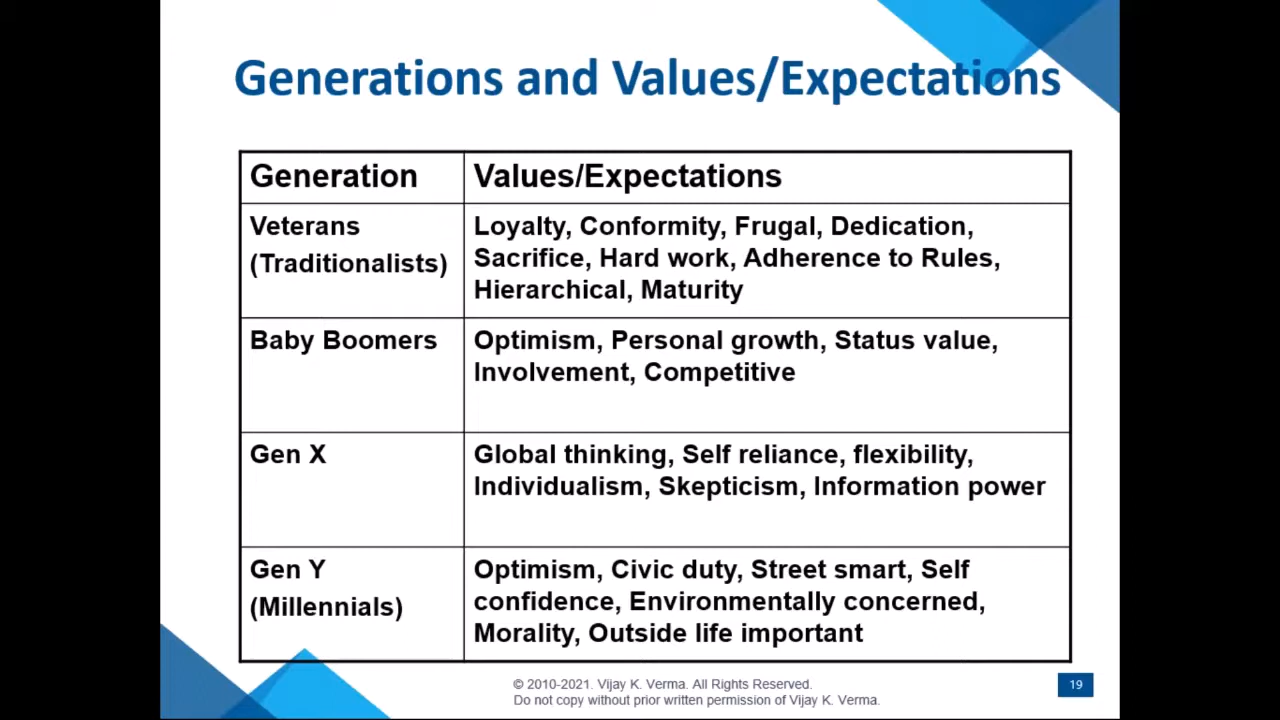 Generations and Values/Expectations
Generation
Values/Expectations
Veterans
(Traditionalists)
Loyalty, Conformity, Frugal, Dedication,
Sacrifice, Hard work, Adherence to Rules,
Hierarchical, Maturity
Baby Boomers
Optimism, Personal growth, Status value,
Involvement, Competitive
Gen X
Global thinking, Self reliance, flexibility,
Individualism, Skepticism, Information power
Gen Y
(Millennials)
Optimism, Civic duty, Street smart, Self
confidence, Environmentally concerned,
Morality, Outside life important
© 2010-2021. Vijay K. Verma. All Rights Reserved.
Do not copy without prior written permission of Vijay K. Verma.
19